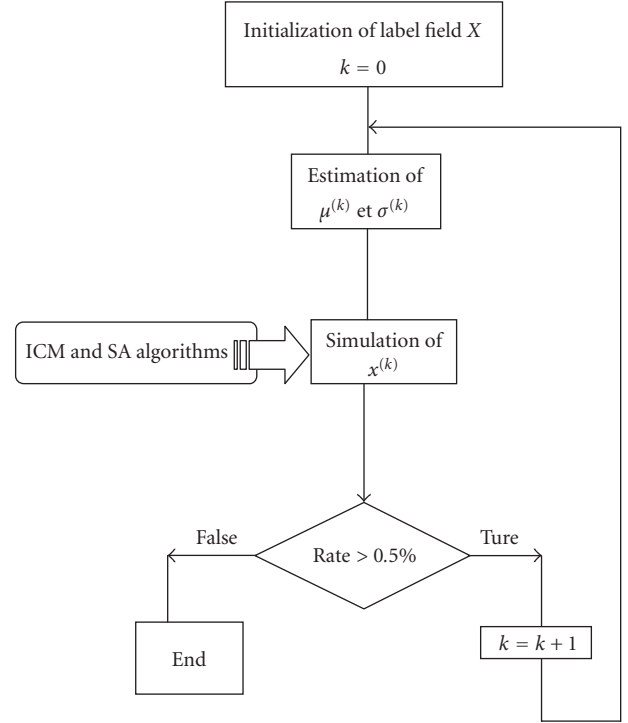 Initialization of label field X
k = 0
Estimation of
μ^(k) et σ^(k)
ICM and SA algorithms
Simulation of
x^(k)
False
Rate > 0.5%
Ture
k = k + 1
End